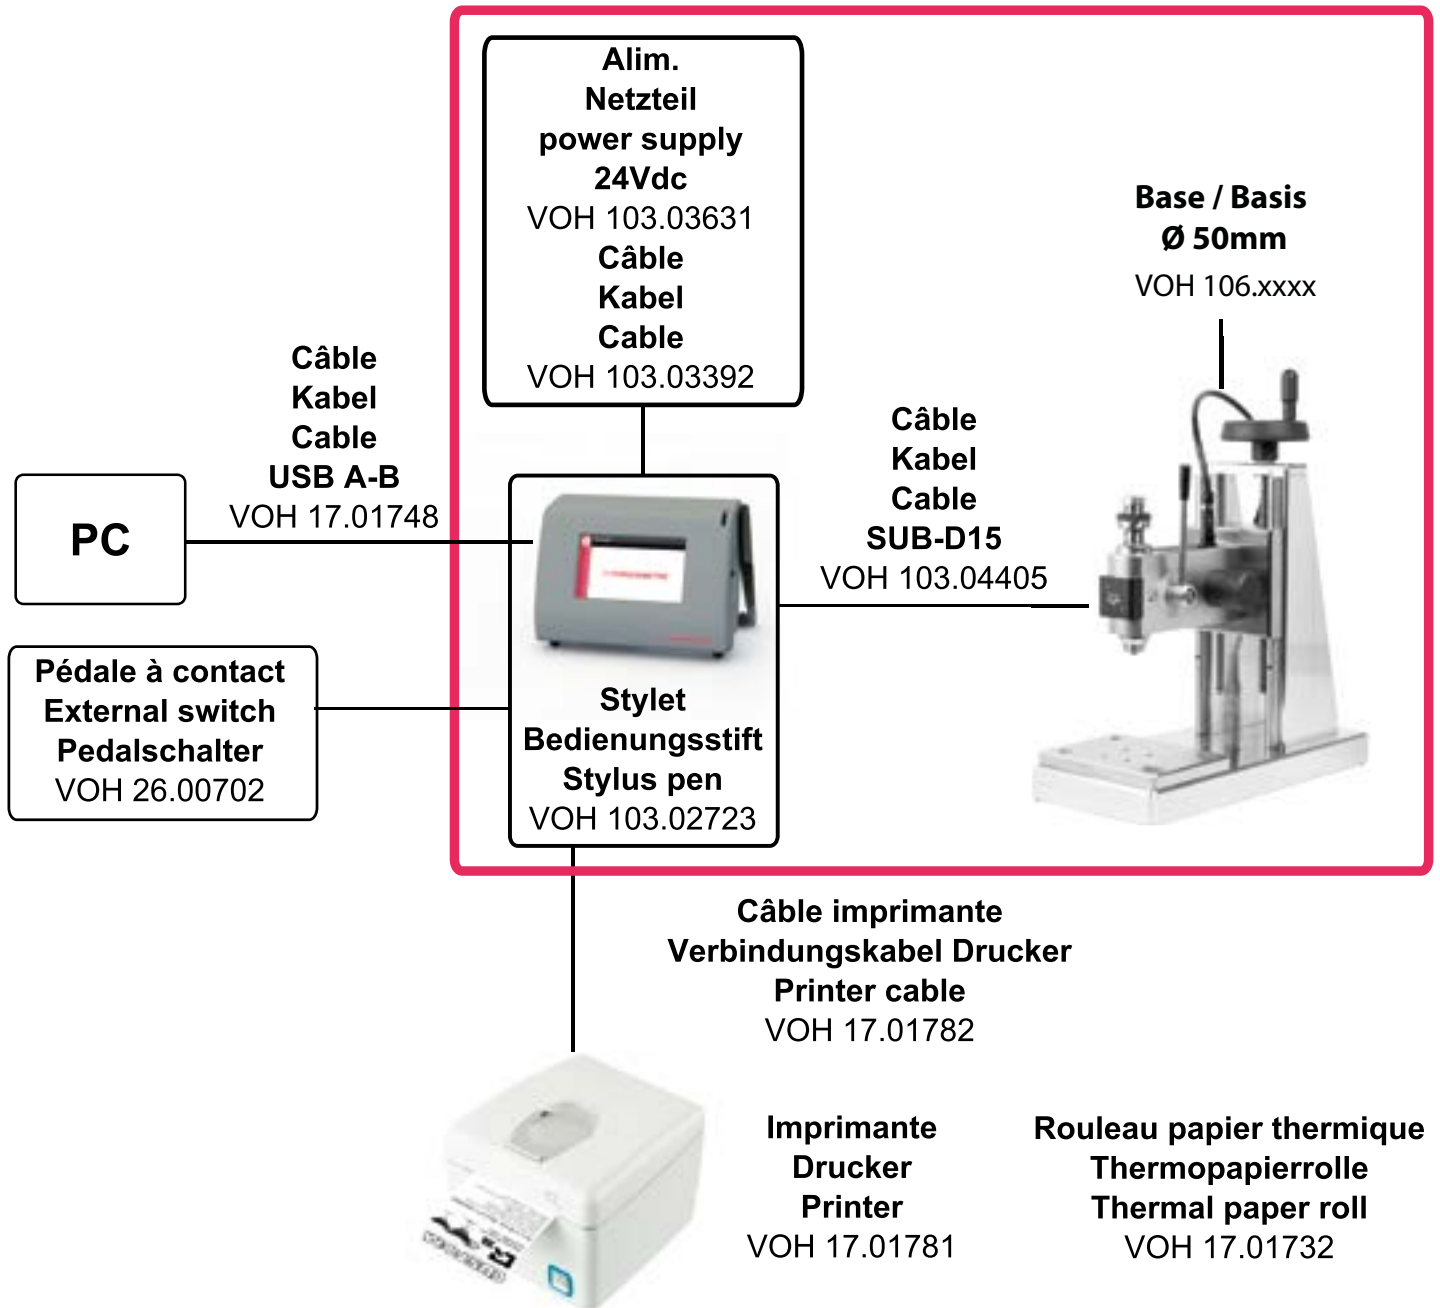 Alim.
Netzteil
power supply
24Vdc
VOH 103.03631
Câble
Kabel
Cable
VOH 103.03392
Base / Basis
Ø 50mm
VOH 106.xxxx
Câble
Kabel
Cable
USB A-B
VOH 17.01748
PC
Câble
Kabel
Cable
SUB-D15
VOH 103.04405
Pédale à contact
External switch
Pedalschalter
VOH 26.00702
Stylet
Bedienungsstift
Stylus pen
VOH 103.02723
Câble imprimante
Verbindungskabel Drucker
Printer cable
VOH 17.01782
Imprimante
Drucker
Printer
VOH 17.01781
Rouleau papier thermique
Thermopapierrolle
Thermal paper roll
VOH 17.01732